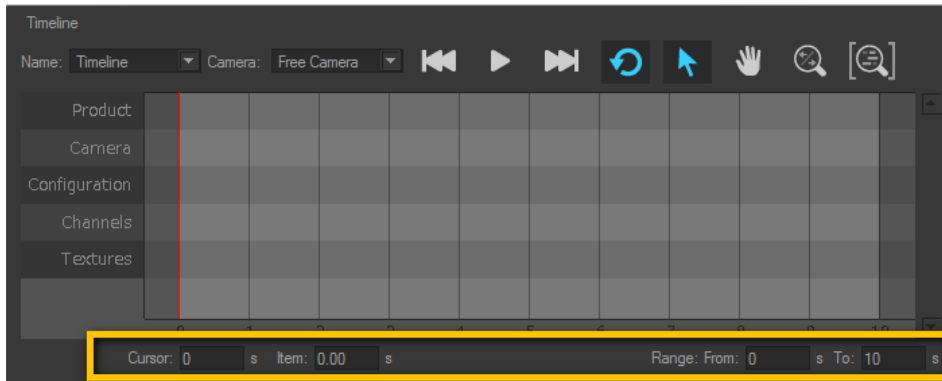 Timeline
Name: Timeline Camera: Free Camera
Product
Camera
Configuration
Channels
Textures
0 1 2 3 4 5 6 7 8 9 10
Cursor: 0 s Item: 0.00 s Range: From: 0 s To: 10 s